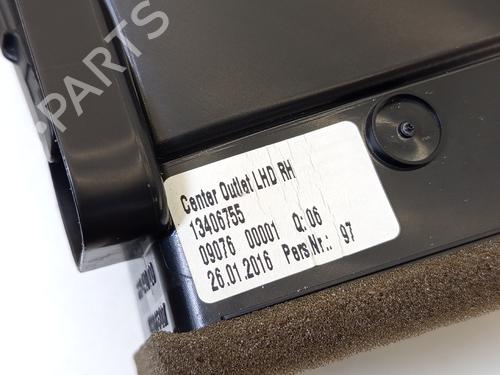 PARTS
Center Outlet LHD RH
13406755
09076 00001 Q: 06
26.01.2016 Pers Nr.: 97